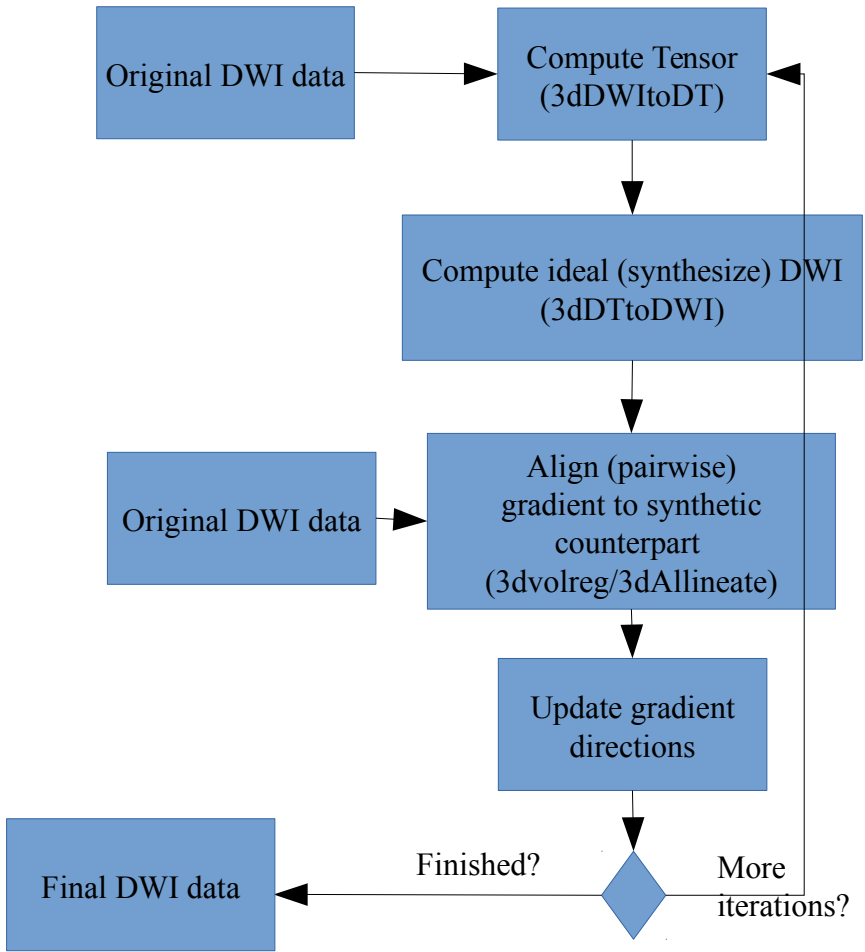 Original DWI data
Compute Tensor
(3dDWItoDT)
Compute ideal (synthesize) DWI
(3dDTtoDWI)
Original DWI data
Align (pairwise)
gradient to synthetic
counterpart
(3dvolreg/3dAllineate)
Update gradient
directions
Finished?
More
iterations?
Final DWI data